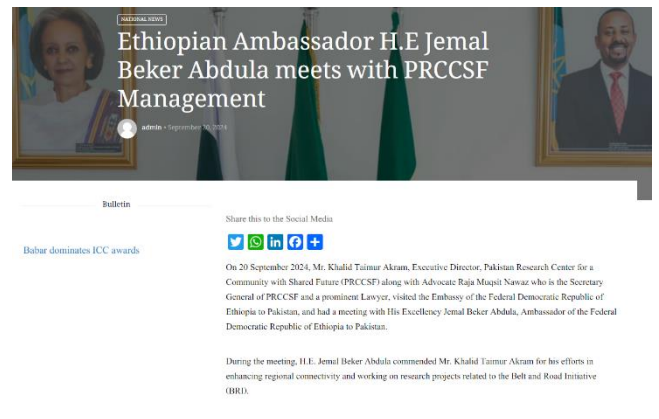 NATIONAL NEWS
Ethiopian Ambassador H.E Jemal
Beker Abdula meets with PRCCSF
Management
admin • September 20, 2024
Bulletin
Babar dominates ICC awards
Share this to the Social Media
On 20 September 2024, Mr. Khalid Taimur Akram, Executive Director, Pakistan Research Center for a
Community with Shared Future (PRCCSF) along with Advocate Raja Muqsit Nawaz who is the Secretary
General of PRCCSF and a prominent Lawyer, visited the Embassy of the Federal Democratic Republic of
Ethiopia to Pakistan, and had a meeting with His Excellency Jemal Beker Abdula, Ambassador of the Federal
Democratic Republic of Ethiopia to Pakistan.
During the meeting, H.E. Jemal Beker Abdula commended Mr. Khalid Taimur Akram for his efforts in
enhancing regional connectivity and working on research projects related to the Belt and Road Initiative
(BRI).